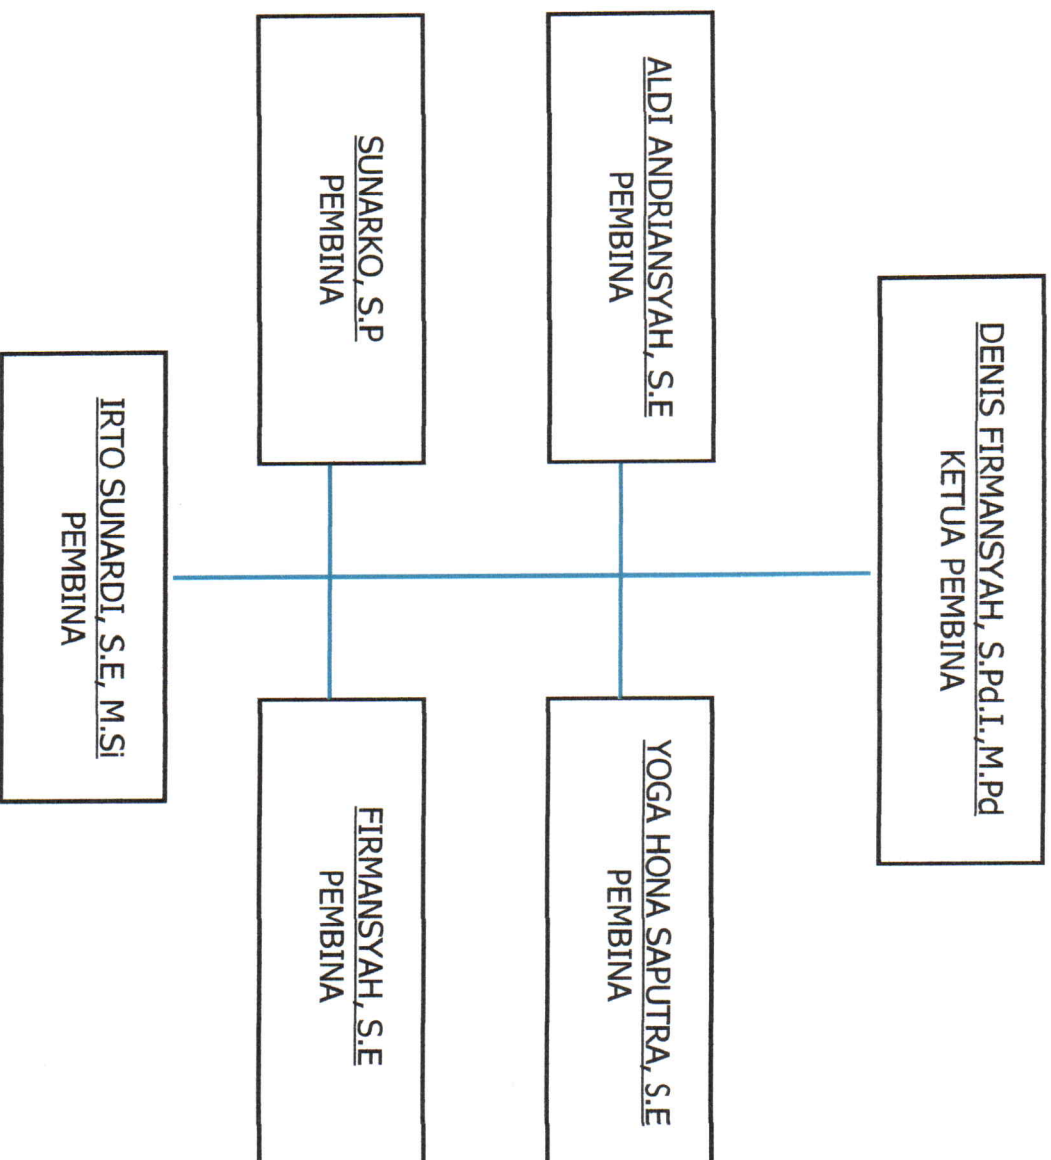 DENIS FIRMANSYAH, S.Pd.I.,M.Pd
KETUA PEMBINA
ALDI ANDRIANSYAH, S.E
PEMBINA
YOGA HONA SAPUTRA, S.E
PEMBINA
SUNARKO, S.P
PEMBINA
FIRMANSYAH, S.E
PEMBINA
IRTO SUNARDI, S.E, M.Si
PEMBINA